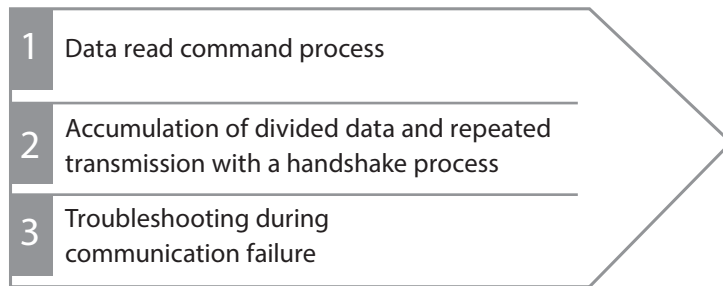 1 Data read command process
2 Accumulation of divided data and repeated
transmission with a handshake process
3 Troubleshooting during
communication failure